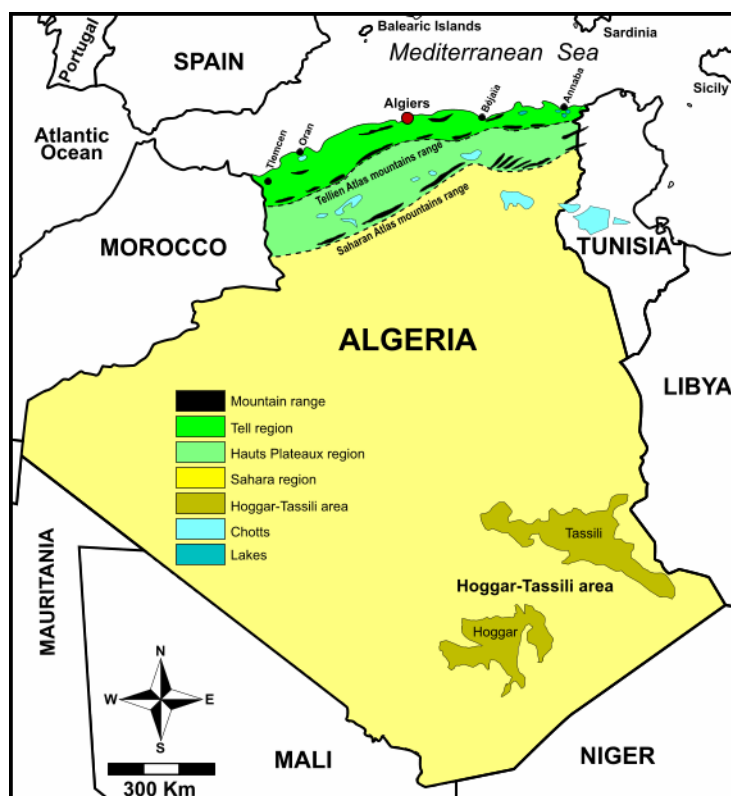 Balearic Islands
Sardinia
Portugal
SPAIN
Mediterranean Sea
Sicily
Algiers
Béjaïa
Annaba
Atlantic
Ocean
Tlemcen
Oran
Tellien Atlas mountains range
Saharan Atlas mountains range
MOROCCO
TUNISIA
ALGERIA
LIBYA
Mountain range
Tell region
Hauts Plateaux region
Sahara region
Hoggar-Tassili area
Chotts
Lakes
Tassili
Hoggar-Tassili area
Hoggar
MAURITANIA
N
W
E
S
300 Km
MALI
NIGER